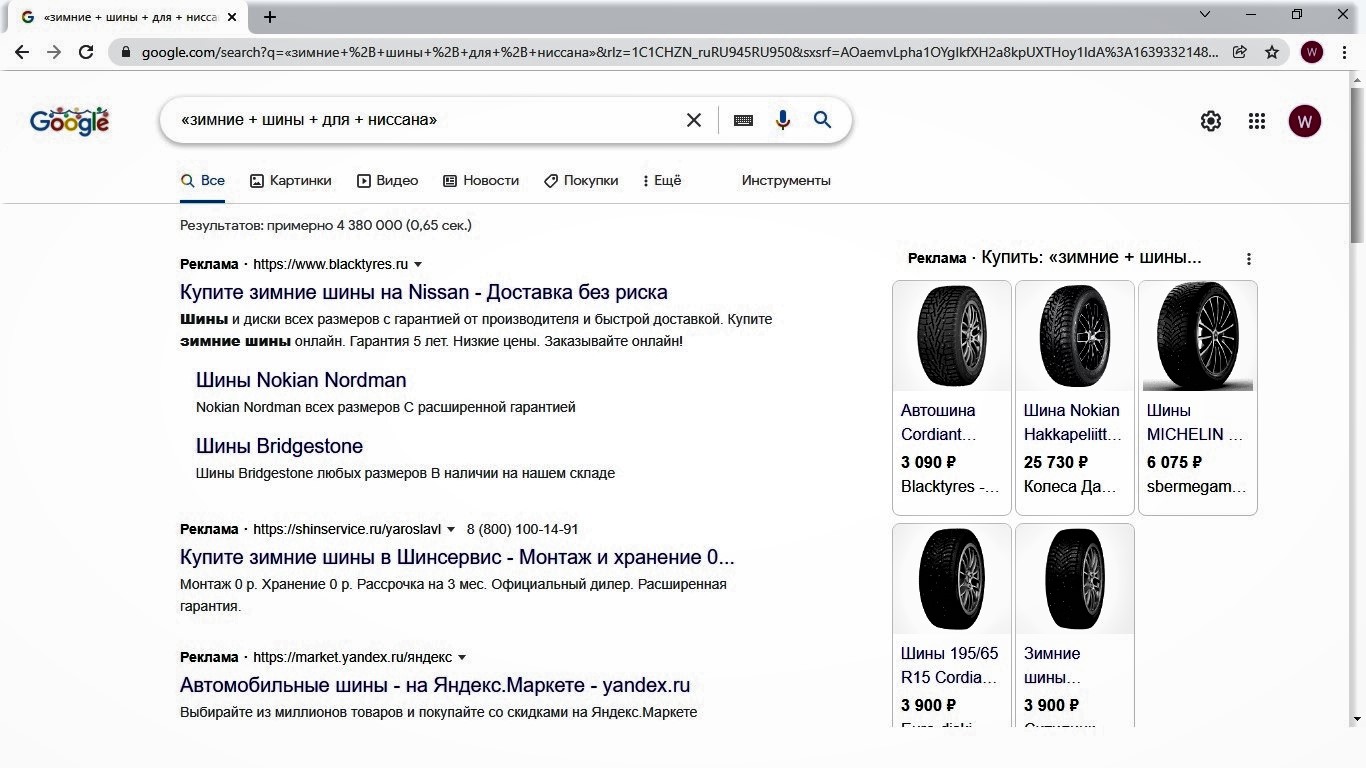 «зимние + шины + для + нисса
google.com/search?q=«зимние+%2B+шины+%2B+для+%2B+ниссана»&rlz=1C1CHZN_ruRU945RU950&sxsrf=AOaemvLpha1OYglkfXH2a8kpUXTHoy1IdA%3A1639332148...
W
Google
«зимние + шины + для + ниссана»
W
Все
Картинки
Видео
Новости
Покупки
Ещё
Инструменты
Результатов: примерно 4 380 000 (0,65 сек.)
Реклама · https://www.blacktyres.ru
Купите зимние шины на Nissan - Доставка без риска
Шины и диски всех размеров с гарантией от производителя и быстрой доставкой. Купите
зимние шины онлайн. Гарантия 5 лет. Низкие цены. Заказывайте онлайн!
Шины Nokian Nordman
Nokian Nordman всех размеров С расширенной гарантией
Шины Bridgestone
Шины Bridgestone любых размеров В наличии на нашем складе
Реклама · https://shinservice.ru/yaroslavl 8 (800) 100-14-91
Купите зимние шины в Шинсервис - Монтаж и хранение 0...
Монтаж 0 р. Хранение 0 р. Рассрочка на 3 мес. Официальный дилер. Расширенная
гарантия.
Реклама · https://market.yandex.ru/яндекс
Автомобильные шины - на Яндекс.Маркете - yandex.ru
Выбирайте из миллионов товаров и покупайте со скидками на Яндекс.Маркете
Реклама · Купить: «зимние + шины...
Автошина
Cordiant...
3 090 ₽
Blacktyres -...
Шина Nokian
Hakkapeliitt...
25 730 ₽
Колеса Да...
Шины
MICHELIN ...
6 075 ₽
sbermegam...
Шины 195/65
R15 Cordia...
3 900 ₽
Зимние
шины...
3 900 ₽